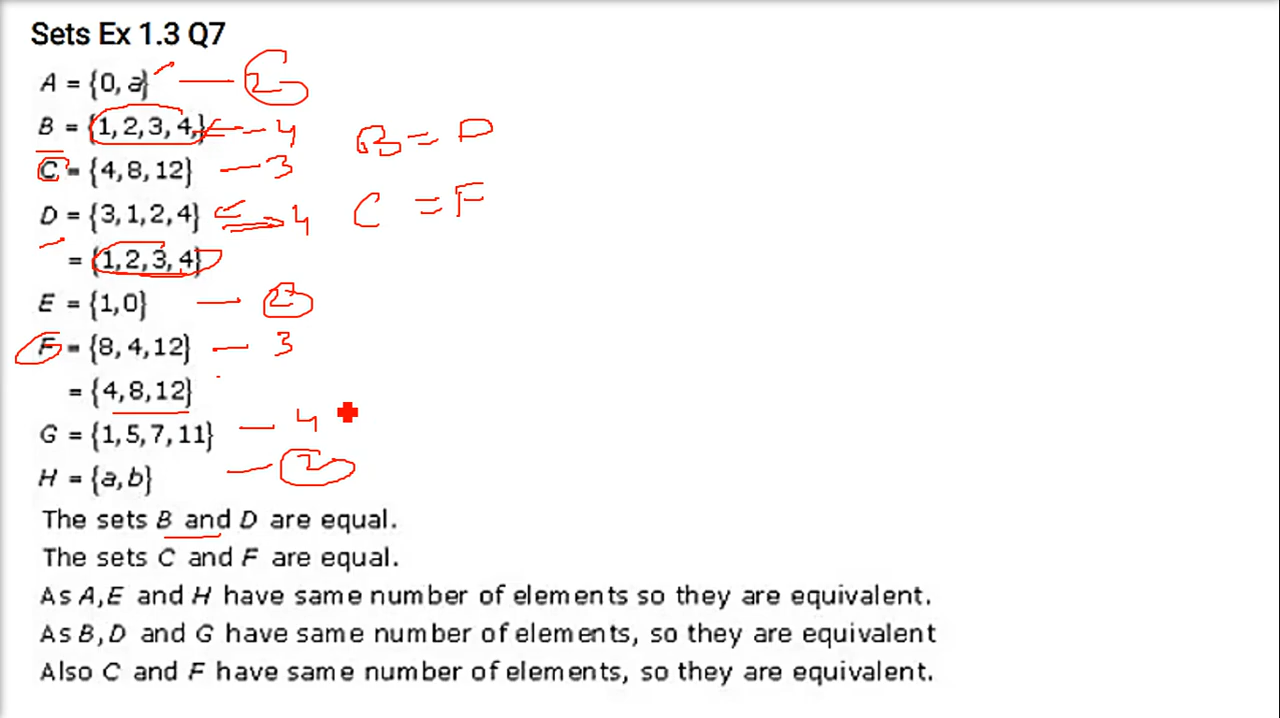 Sets Ex 1.3 Q7
A = {0, a} — 2
B = {1, 2, 3, 4,} — 4 B = D
C = {4, 8, 12} — 3
D = {3, 1, 2, 4} — 4 C = F
= {1, 2, 3, 4}
E = {1, 0} — 2
F = {8, 4, 12} — 3
= {4, 8, 12}
G = {1, 5, 7, 11} — 4
H = {a, b} — 2
The sets B and D are equal.
The sets C and F are equal.
As A, E and H have same number of elements so they are equivalent.
As B, D and G have same number of elements, so they are equivalent
Also C and F have same number of elements, so they are equivalent.